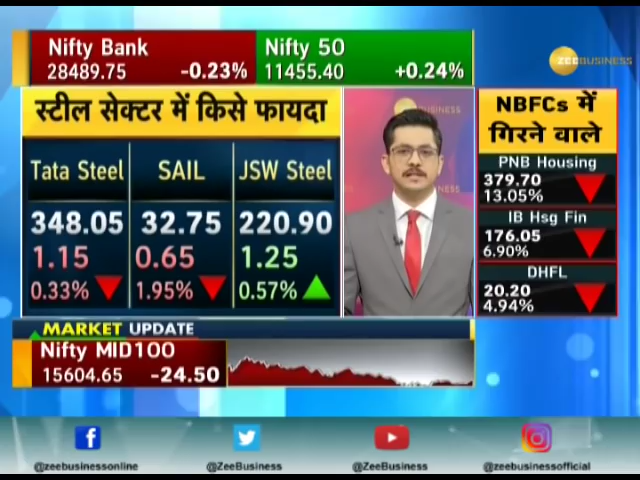 Nifty Bank
28489.75 -0.23%
Nifty 50
11455.40 +0.24%
ZEEBUSINESS
स्टील सेक्टर में किसे फायदा
Tata Steel SAIL JSW Steel
348.05 32.75 220.90
1.15 0.65 1.25
0.33% 1.95% 0.57%
NBFCs में
गिरने वाले
PNB Housing
379.70
13.05%
IB Hsg Fin
176.05
6.90%
DHFL
20.20
4.94%
MARKET UPDATE
Nifty MID100
15604.65 -24.50
@zeebusinessonline @ZeeBusiness @ZeeBusiness @zeebusinessofficial